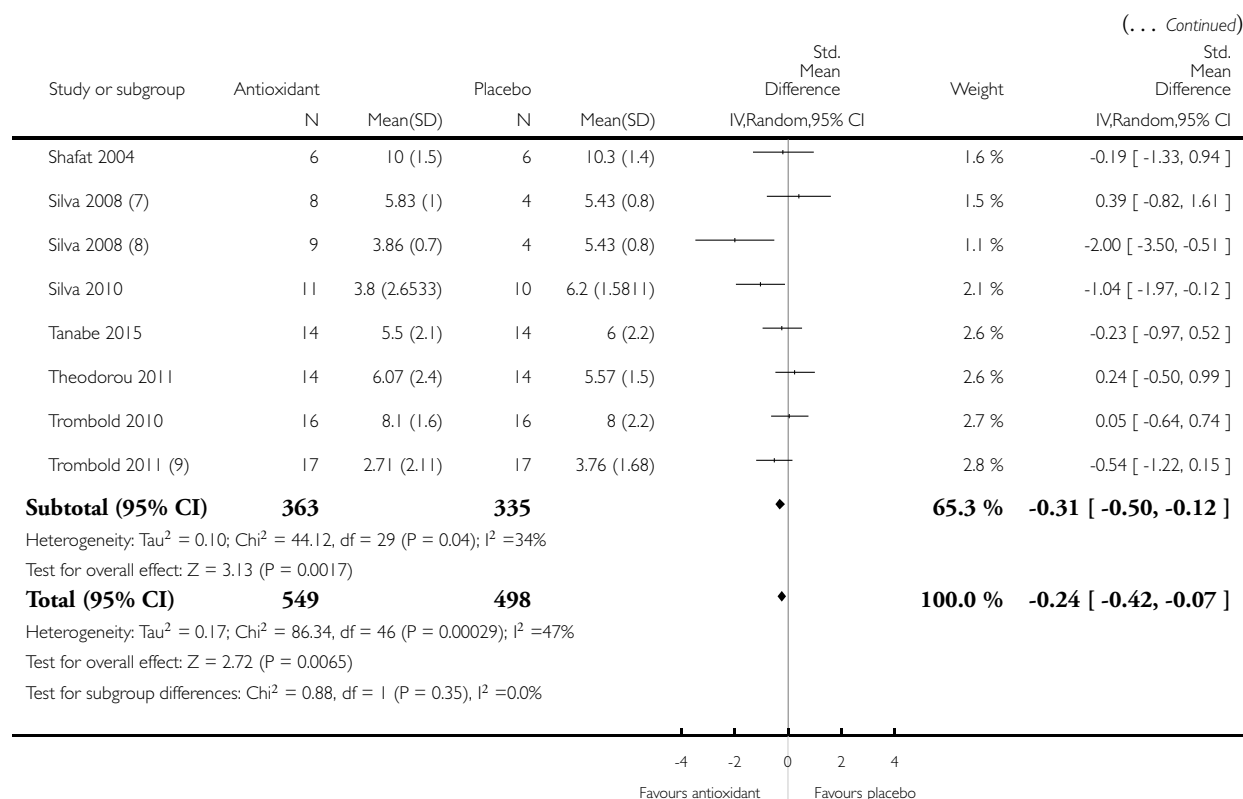 (... Continued)
Study or subgroup Antioxidant Placebo Std. Mean Difference Weight Std. Mean Difference
N Mean(SD) N Mean(SD) IV,Random,95% CI IV,Random,95% CI
Shafat 2004 6 10 (1.5) 6 10.3 (1.4) 1.6 % -0.19 [ -1.33, 0.94 ]
Silva 2008 (7) 8 5.83 (1) 4 5.43 (0.8) 1.5 % 0.39 [ -0.82, 1.61 ]
Silva 2008 (8) 9 3.86 (0.7) 4 5.43 (0.8) 1.1 % -2.00 [ -3.50, -0.51 ]
Silva 2010 11 3.8 (2.6533) 10 6.2 (1.5811) 2.1 % -1.04 [ -1.97, -0.12 ]
Tanabe 2015 14 5.5 (2.1) 14 6 (2.2) 2.6 % -0.23 [ -0.97, 0.52 ]
Theodorou 2011 14 6.07 (2.4) 14 5.57 (1.5) 2.6 % 0.24 [ -0.50, 0.99 ]
Trombold 2010 16 8.1 (1.6) 16 8 (2.2) 2.7 % 0.05 [ -0.64, 0.74 ]
Trombold 2011 (9) 17 2.71 (2.11) 17 3.76 (1.68) 2.8 % -0.54 [ -1.22, 0.15 ]
Subtotal (95% CI) 363 335 65.3 % -0.31 [ -0.50, -0.12 ]
Heterogeneity: Tau² = 0.10; Chi² = 44.12, df = 29 (P = 0.04); I² =34%
Test for overall effect: Z = 3.13 (P = 0.0017)
Total (95% CI) 549 498 100.0 % -0.24 [ -0.42, -0.07 ]
Heterogeneity: Tau² = 0.17; Chi² = 86.34, df = 46 (P = 0.00029); I² =47%
Test for overall effect: Z = 2.72 (P = 0.0065)
Test for subgroup differences: Chi² = 0.88, df = 1 (P = 0.35), I² =0.0%
-4 -2 0 2 4
Favours antioxidant Favours placebo